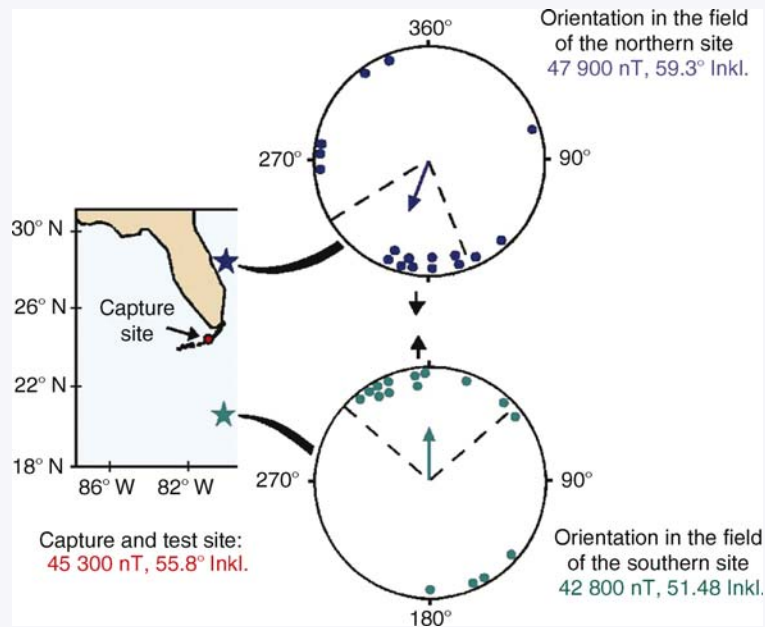 Orientation in the field
of the northern site
47 900 nT, 59.3° Inkl.
360°
270°
90°
30° N
26° N
Capture
site
22° N
18° N
86° W
82° W
270°
90°
Capture and test site:
45 300 nT, 55.8° Inkl.
Orientation in the field
of the southern site
42 800 nT, 51.48 Inkl.
180°